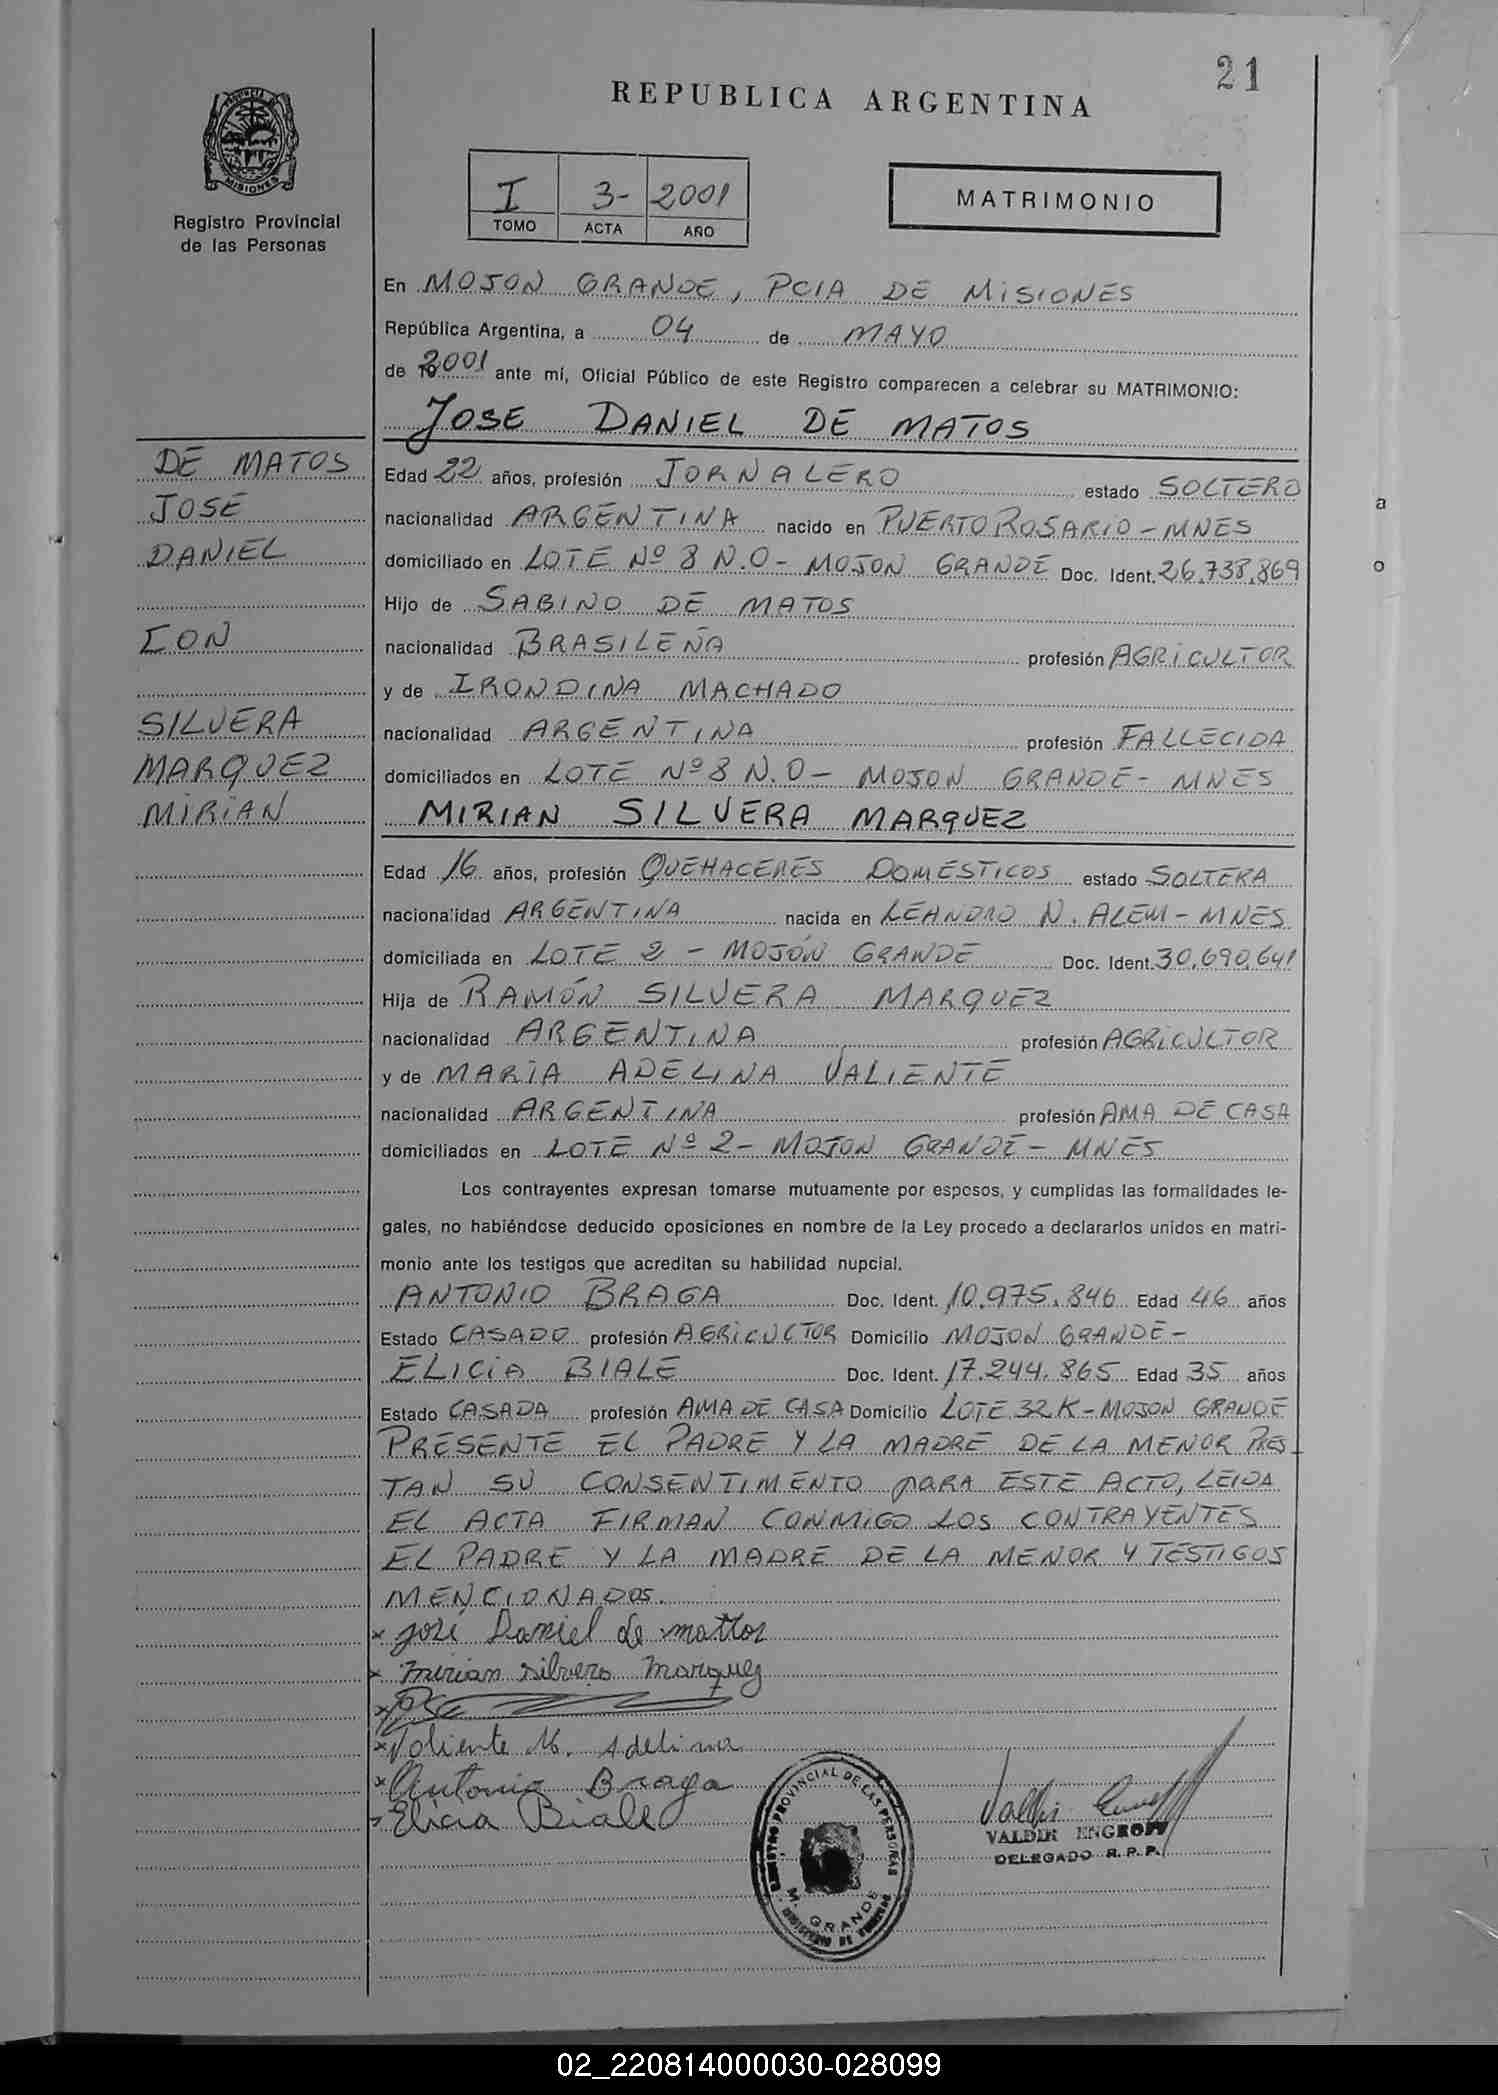 21
REPUBLICA ARGENTINA
PROVINCIA DE MISIONES
Registro Provincial
de las Personas
I 3- 2001
TOMO ACTA AÑO
MATRIMONIO
En MOJON GRANDE, PCIA DE MISIONES
República Argentina, a 04 de MAYO
de 2001 ante mí, Oficial Público de este Registro comparecen a celebrar su MATRIMONIO:
JOSE DANIEL DE MATOS
DE MATOS
JOSE
DANIEL
CON
SILVERA
MARQUEZ
MIRIAN
Edad 22 años, profesión JORNALERO estado SOLTERO
nacionalidad ARGENTINA nacido en PUERTO ROSARIO - MNES
domiciliado en LOTE Nº 8 N.O - MOJON GRANDE Doc. Ident. 26.738.869
Hijo de SABINO DE MATOS
nacionalidad BRASILEÑA profesión AGRICULTOR
y de IRONDINA MACHADO
nacionalidad ARGENTINA profesión FALLECIDA
domiciliados en LOTE Nº 8 N.O - MOJON GRANDE - MNES
MIRIAN SILVERA MARQUEZ
Edad 16 años, profesión QUEHACERES DOMESTICOS estado SOLTERA
nacionalidad ARGENTINA nacida en LEANDRO N. ALEM - MNES
domiciliada en LOTE 2 - MOJÓN GRANDE Doc. Ident. 30.690.641
Hija de RAMÓN SILVERA MARQUEZ
nacionalidad ARGENTINA profesión AGRICULTOR
y de MARIA ADELINA VALIENTE
nacionalidad ARGENTINA profesión AMA DE CASA
domiciliados en LOTE Nº 2 - MOJON GRANDE - MNES
Los contrayentes expresan tomarse mutuamente por esposos, y cumplidas las formalidades le-
gales, no habiéndose deducido oposiciones en nombre de la Ley procedo a declararlos unidos en matri-
monio ante los testigos que acreditan su habilidad nupcial.
ANTONIO BRAGA Doc. Ident. 10.975.846 Edad 46 años
Estado CASADO profesión AGRICULTOR Domicilio MOJON GRANDE -
ELICIA BIALE Doc. Ident. 17.244.865 Edad 35 años
Estado CASADA profesión AMA DE CASA Domicilio LOTE 32 K - MOJON GRANDE
PRESENTE EL PADRE Y LA MADRE DE LA MENOR PRES-
TAN SU CONSENTIMENTO PARA ESTE ACTO, LEIDA
EL ACTA FIRMAN CONMIGO LOS CONTRAYENTES
EL PADRE Y LA MADRE DE LA MENOR Y TESTIGOS
MENCIONADOS.
x José Daniel de mattos
x mirian silvero marquez
x
x Valiente M. Adelina
x Antonio Braga
x Elicia Biale
REGISTRO PROVINCIAL DE LAS PERSONAS
M. GRANDE
VALDIR ENGROFF
DELEGADO R. P. P.
a
o
02_220814000030-028099